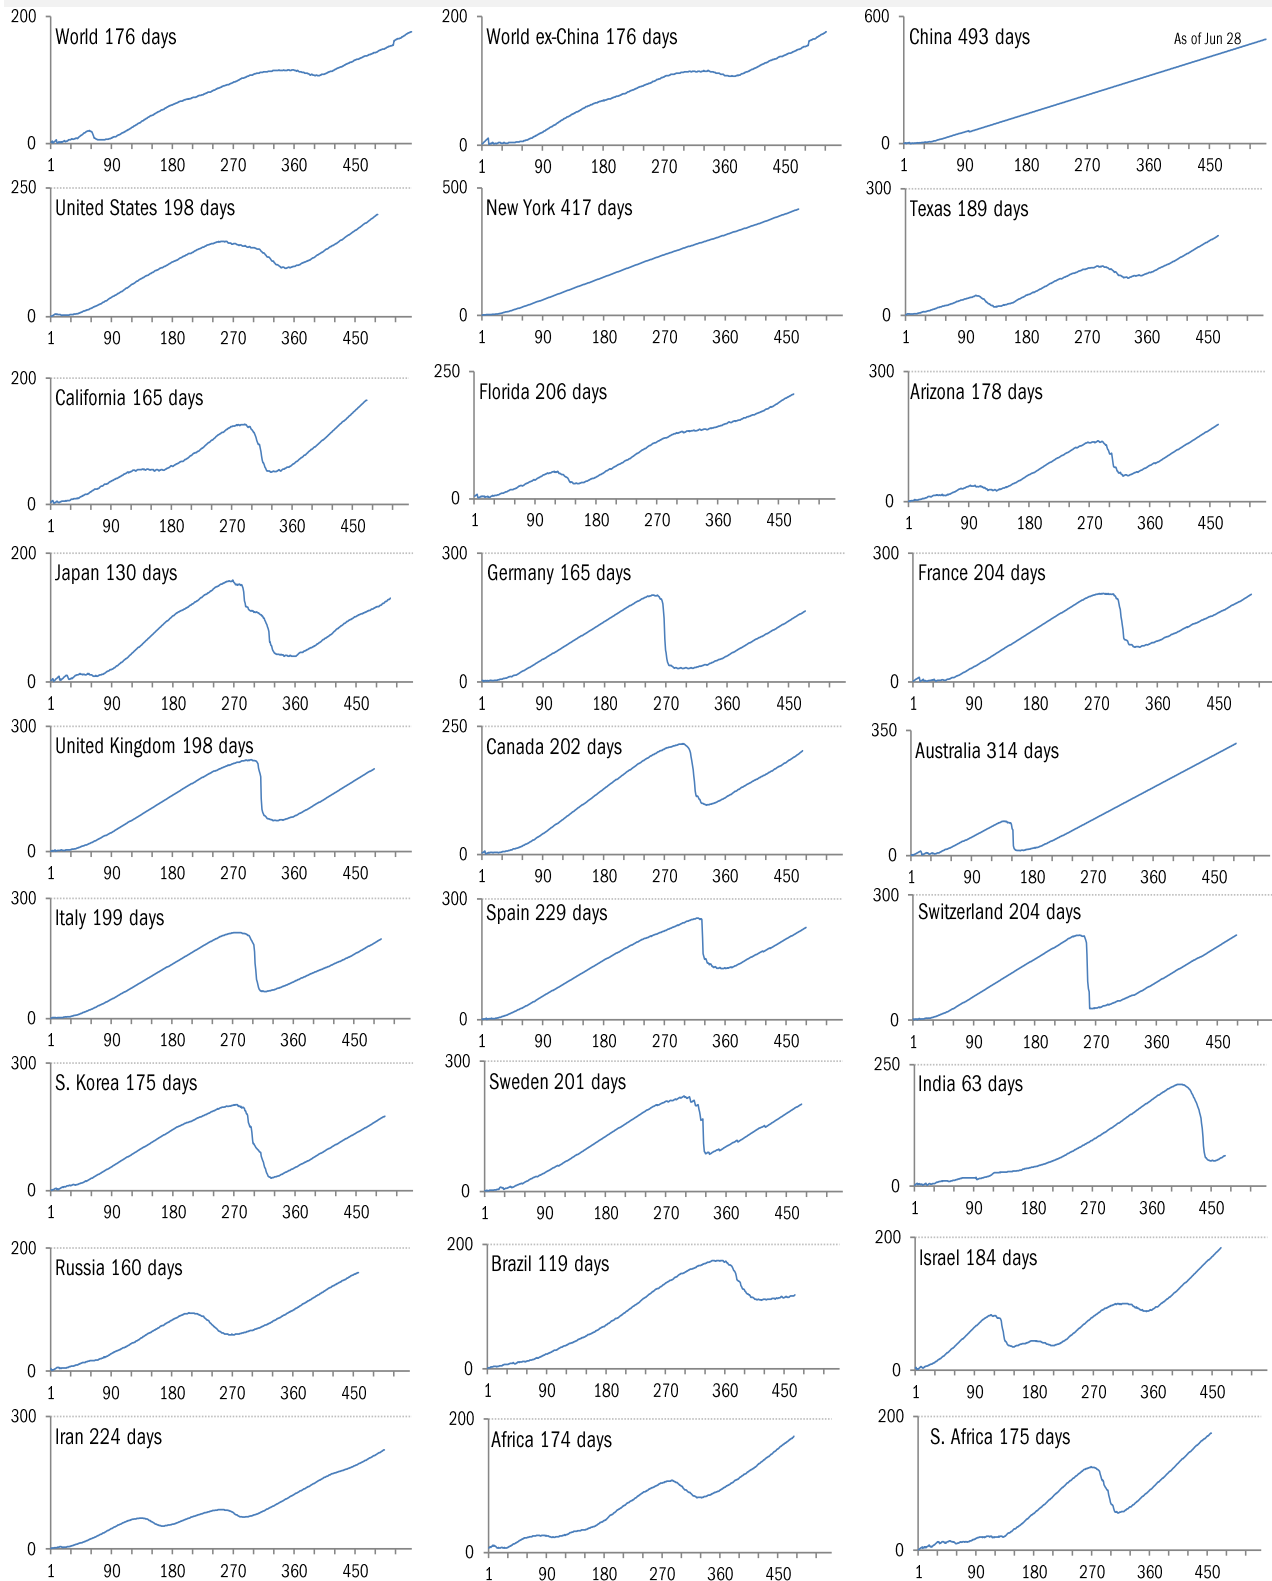 200 200 600
World 176 days World ex-China 176 days China 493 days As of Jun 28
0 0 0
1 90 180 270 360 450 1 90 180 270 360 450 1 90 180 270 360 450
250 500 300
United States 198 days New York 417 days Texas 189 days
0 0 0
1 90 180 270 360 450 1 90 180 270 360 450 1 90 180 270 360 450
200 250 300
California 165 days Florida 206 days Arizona 178 days
0 0 0
1 90 180 270 360 450 1 90 180 270 360 450 1 90 180 270 360 450
200 300 300
Japan 130 days Germany 165 days France 204 days
0 0 0
1 90 180 270 360 450 1 90 180 270 360 450 1 90 180 270 360 450
300 250 350
United Kingdom 198 days Canada 202 days Australia 314 days
0 0 0
1 90 180 270 360 450 1 90 180 270 360 450 1 90 180 270 360 450
300 300 300
Italy 199 days Spain 229 days Switzerland 204 days
0 0 0
1 90 180 270 360 450 1 90 180 270 360 450 1 90 180 270 360 450
300 300 250
S. Korea 175 days Sweden 201 days India 63 days
0 0 0
1 90 180 270 360 450 1 90 180 270 360 450 1 90 180 270 360 450
200 200 200
Russia 160 days Brazil 119 days Israel 184 days
0 0 0
1 90 180 270 360 450 1 90 180 270 360 450 1 90 180 270 360 450
300 200 200
Iran 224 days Africa 174 days S. Africa 175 days
0 0 0
1 90 180 270 360 450 1 90 180 270 360 450 1 90 180 270 360 450